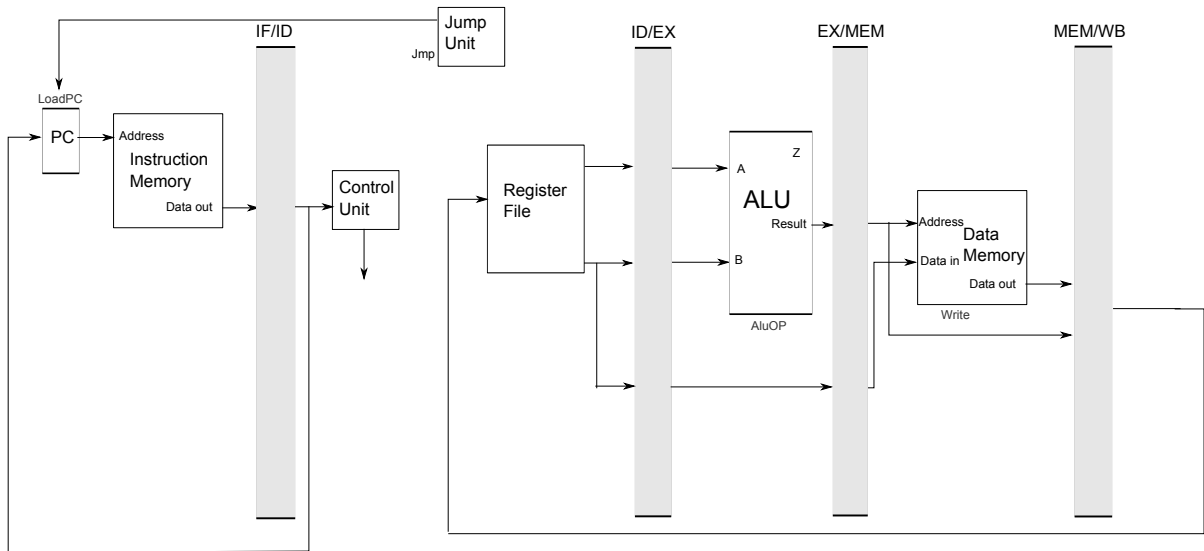 Jump
Unit
Jmp
IF/ID
ID/EX
EX/MEM
MEM/WB
LoadPC
PC
Address
Instruction
Memory
Data out
Control
Unit
Register
File
Z
A
ALU
Result
B
AluOP
Address
Data
Memory
Data in
Data out
Write